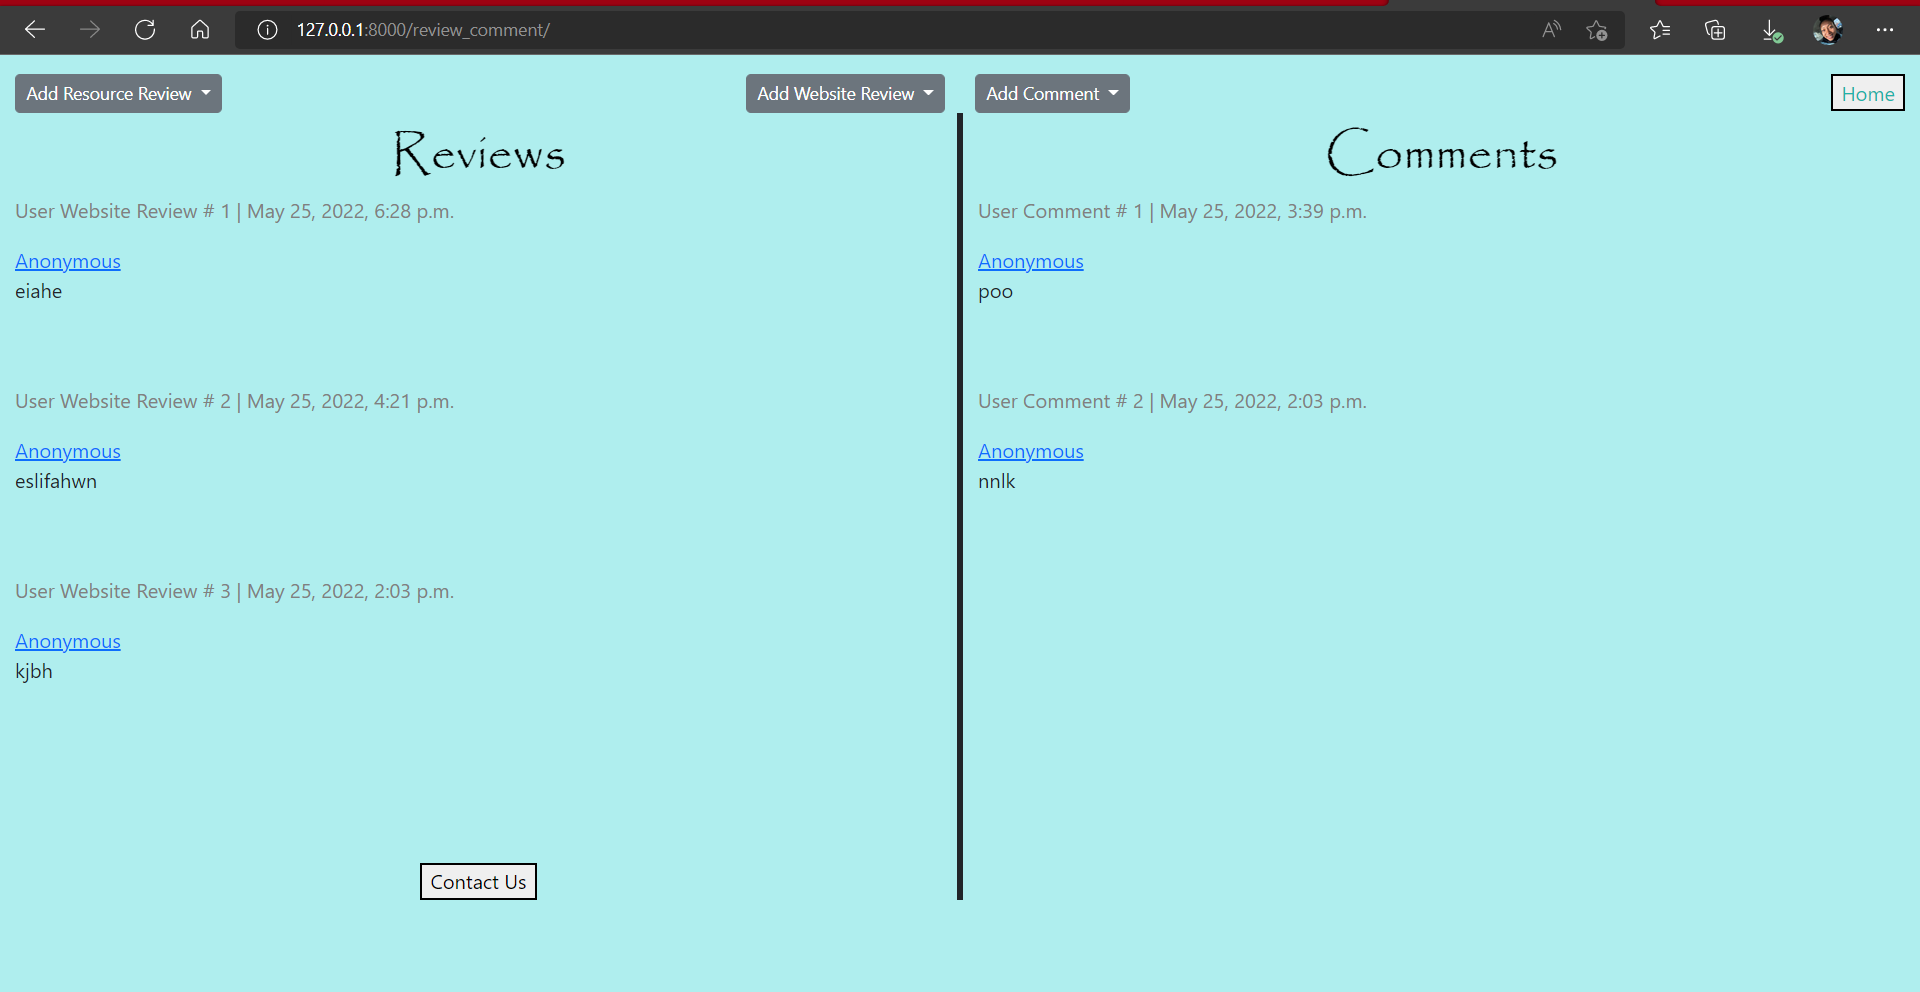 127.0.0.1:8000/review_comment/
Add Resource Review
Add Website Review
Add Comment
Home
Reviews
User Website Review # 1 | May 25, 2022, 6:28 p.m.
Anonymous
eiahe
User Website Review # 2 | May 25, 2022, 4:21 p.m.
Anonymous
eslifahwn
User Website Review # 3 | May 25, 2022, 2:03 p.m.
Anonymous
kjbh
Contact Us
Comments
User Comment # 1 | May 25, 2022, 3:39 p.m.
Anonymous
poo
User Comment # 2 | May 25, 2022, 2:03 p.m.
Anonymous
nnlk